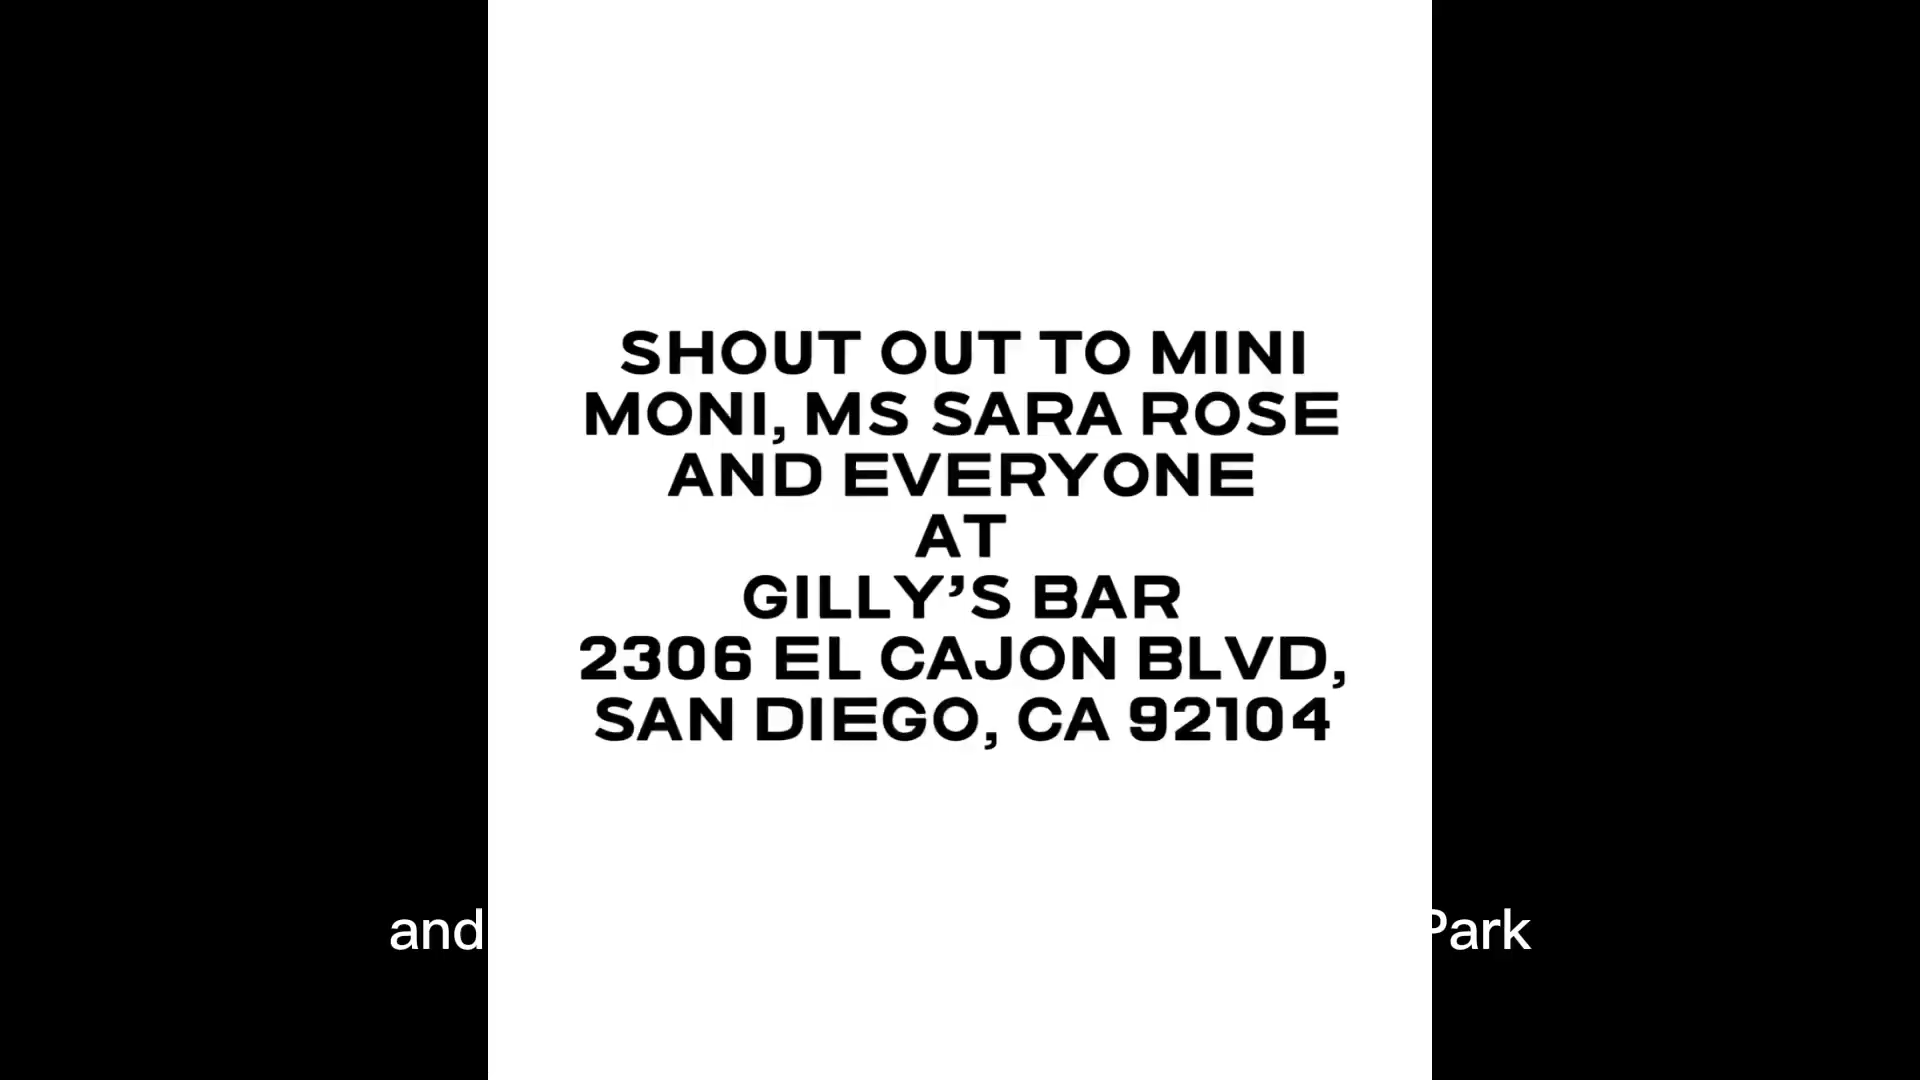 SHOUT OUT TO MINI
MONI, MS SARA ROSE
AND EVERYONE
AT
GILLY’S BAR
2306 EL CAJON BLVD,
SAN DIEGO, CA 92104
and Park